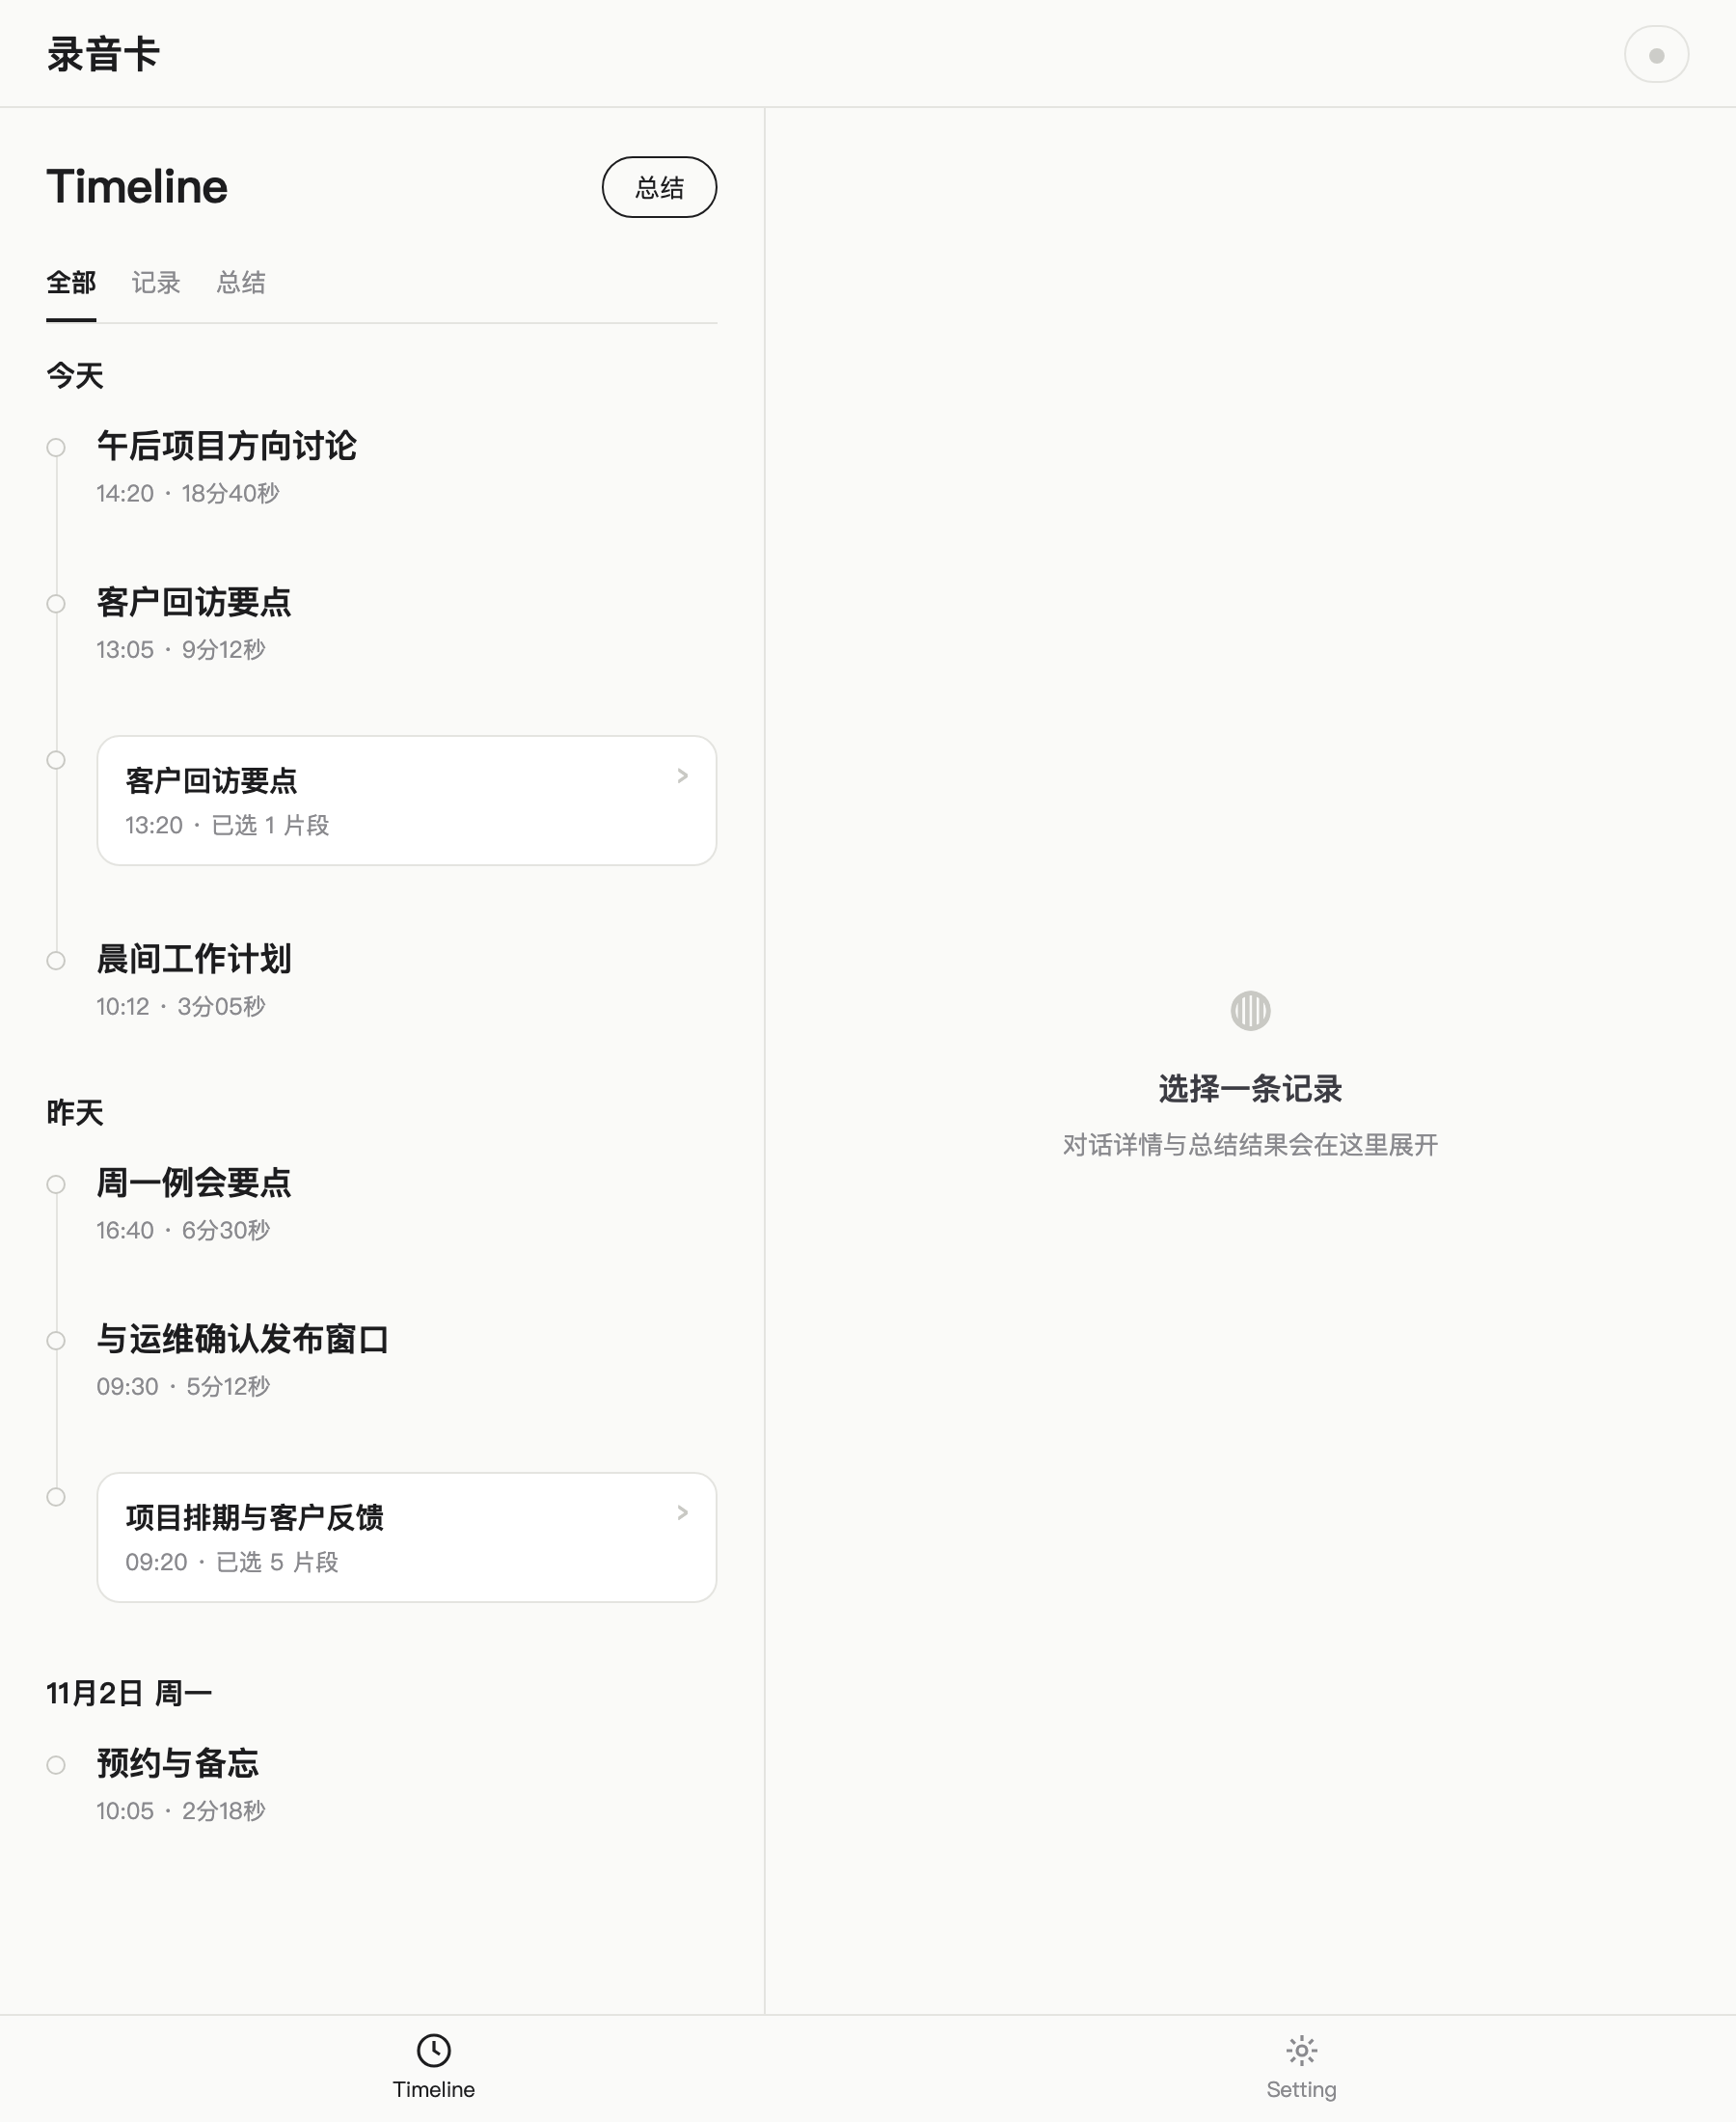 录音卡
Timeline
总结
全部 记录 总结
今天
午后项目方向讨论
14:20 · 18分40秒
客户回访要点
13:05 · 9分12秒
客户回访要点
13:20 · 已选 1 片段
晨间工作计划
10:12 · 3分05秒
昨天
周一例会要点
16:40 · 6分30秒
与运维确认发布窗口
09:30 · 5分12秒
项目排期与客户反馈
09:20 · 已选 5 片段
11月2日 周一
预约与备忘
10:05 · 2分18秒
选择一条记录
对话详情与总结结果会在这里展开
Timeline
Setting